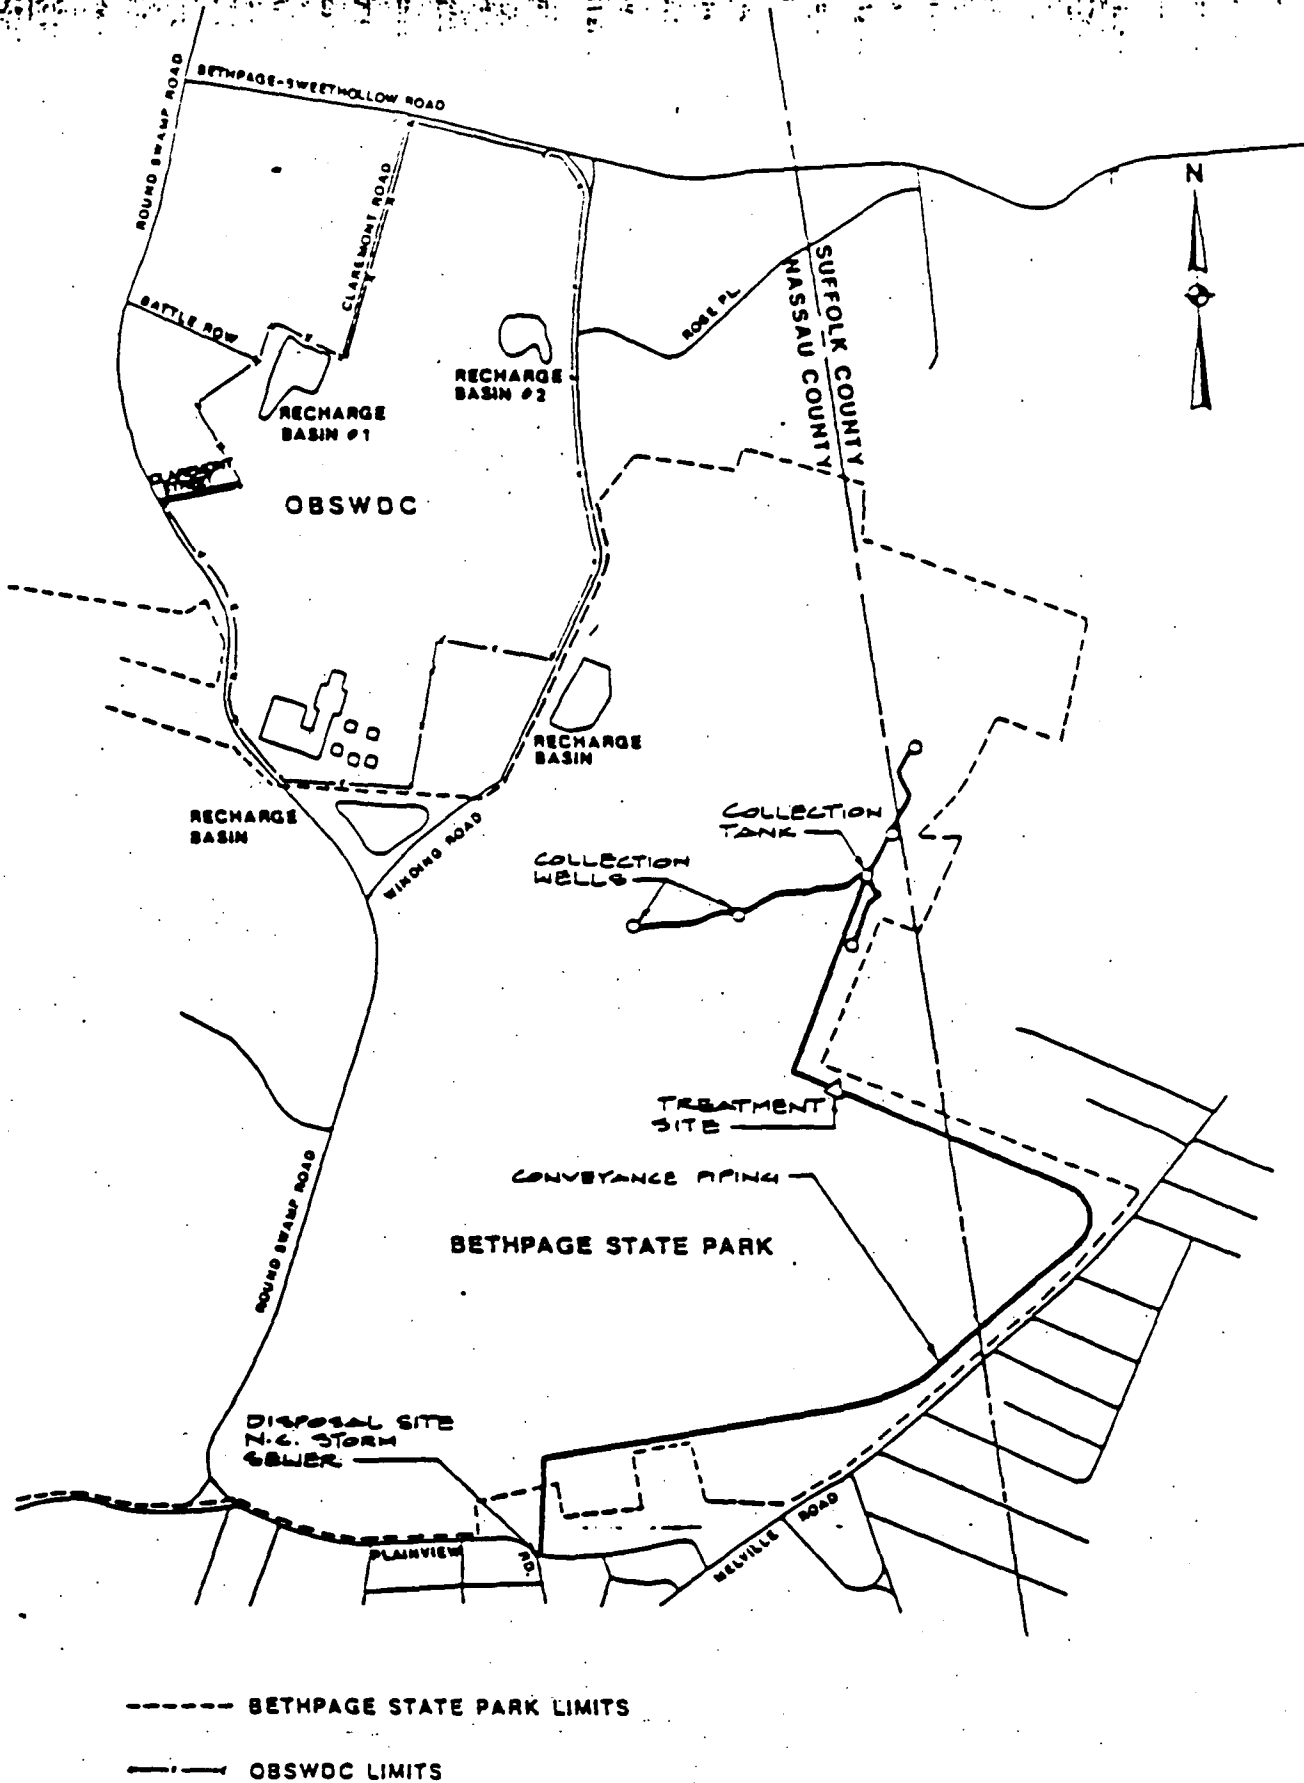 BETHPAGE-SWEETHOLLOW ROAD
ROUND SWAMP ROAD
CLAREMONT ROAD
N
BATTLE ROW
ROSE PL.
SUFFOLK COUNTY
NASSAU COUNTY
RECHARGE
BASIN #2
RECHARGE
BASIN #1
CLAREMONT
STREET
OBSWDC
RECHARGE
BASIN
RECHARGE
BASIN
WINDING ROAD
COLLECTION
TANK
COLLECTION
WELLS
TREATMENT
SITE
CONVEYANCE PIPING
ROUND SWAMP ROAD
BETHPAGE STATE PARK
DISPOSAL SITE
N.C. STORM
SEWER
PLAINVIEW RD.
MELVILLE ROAD
BETHPAGE STATE PARK LIMITS
OBSWDC LIMITS